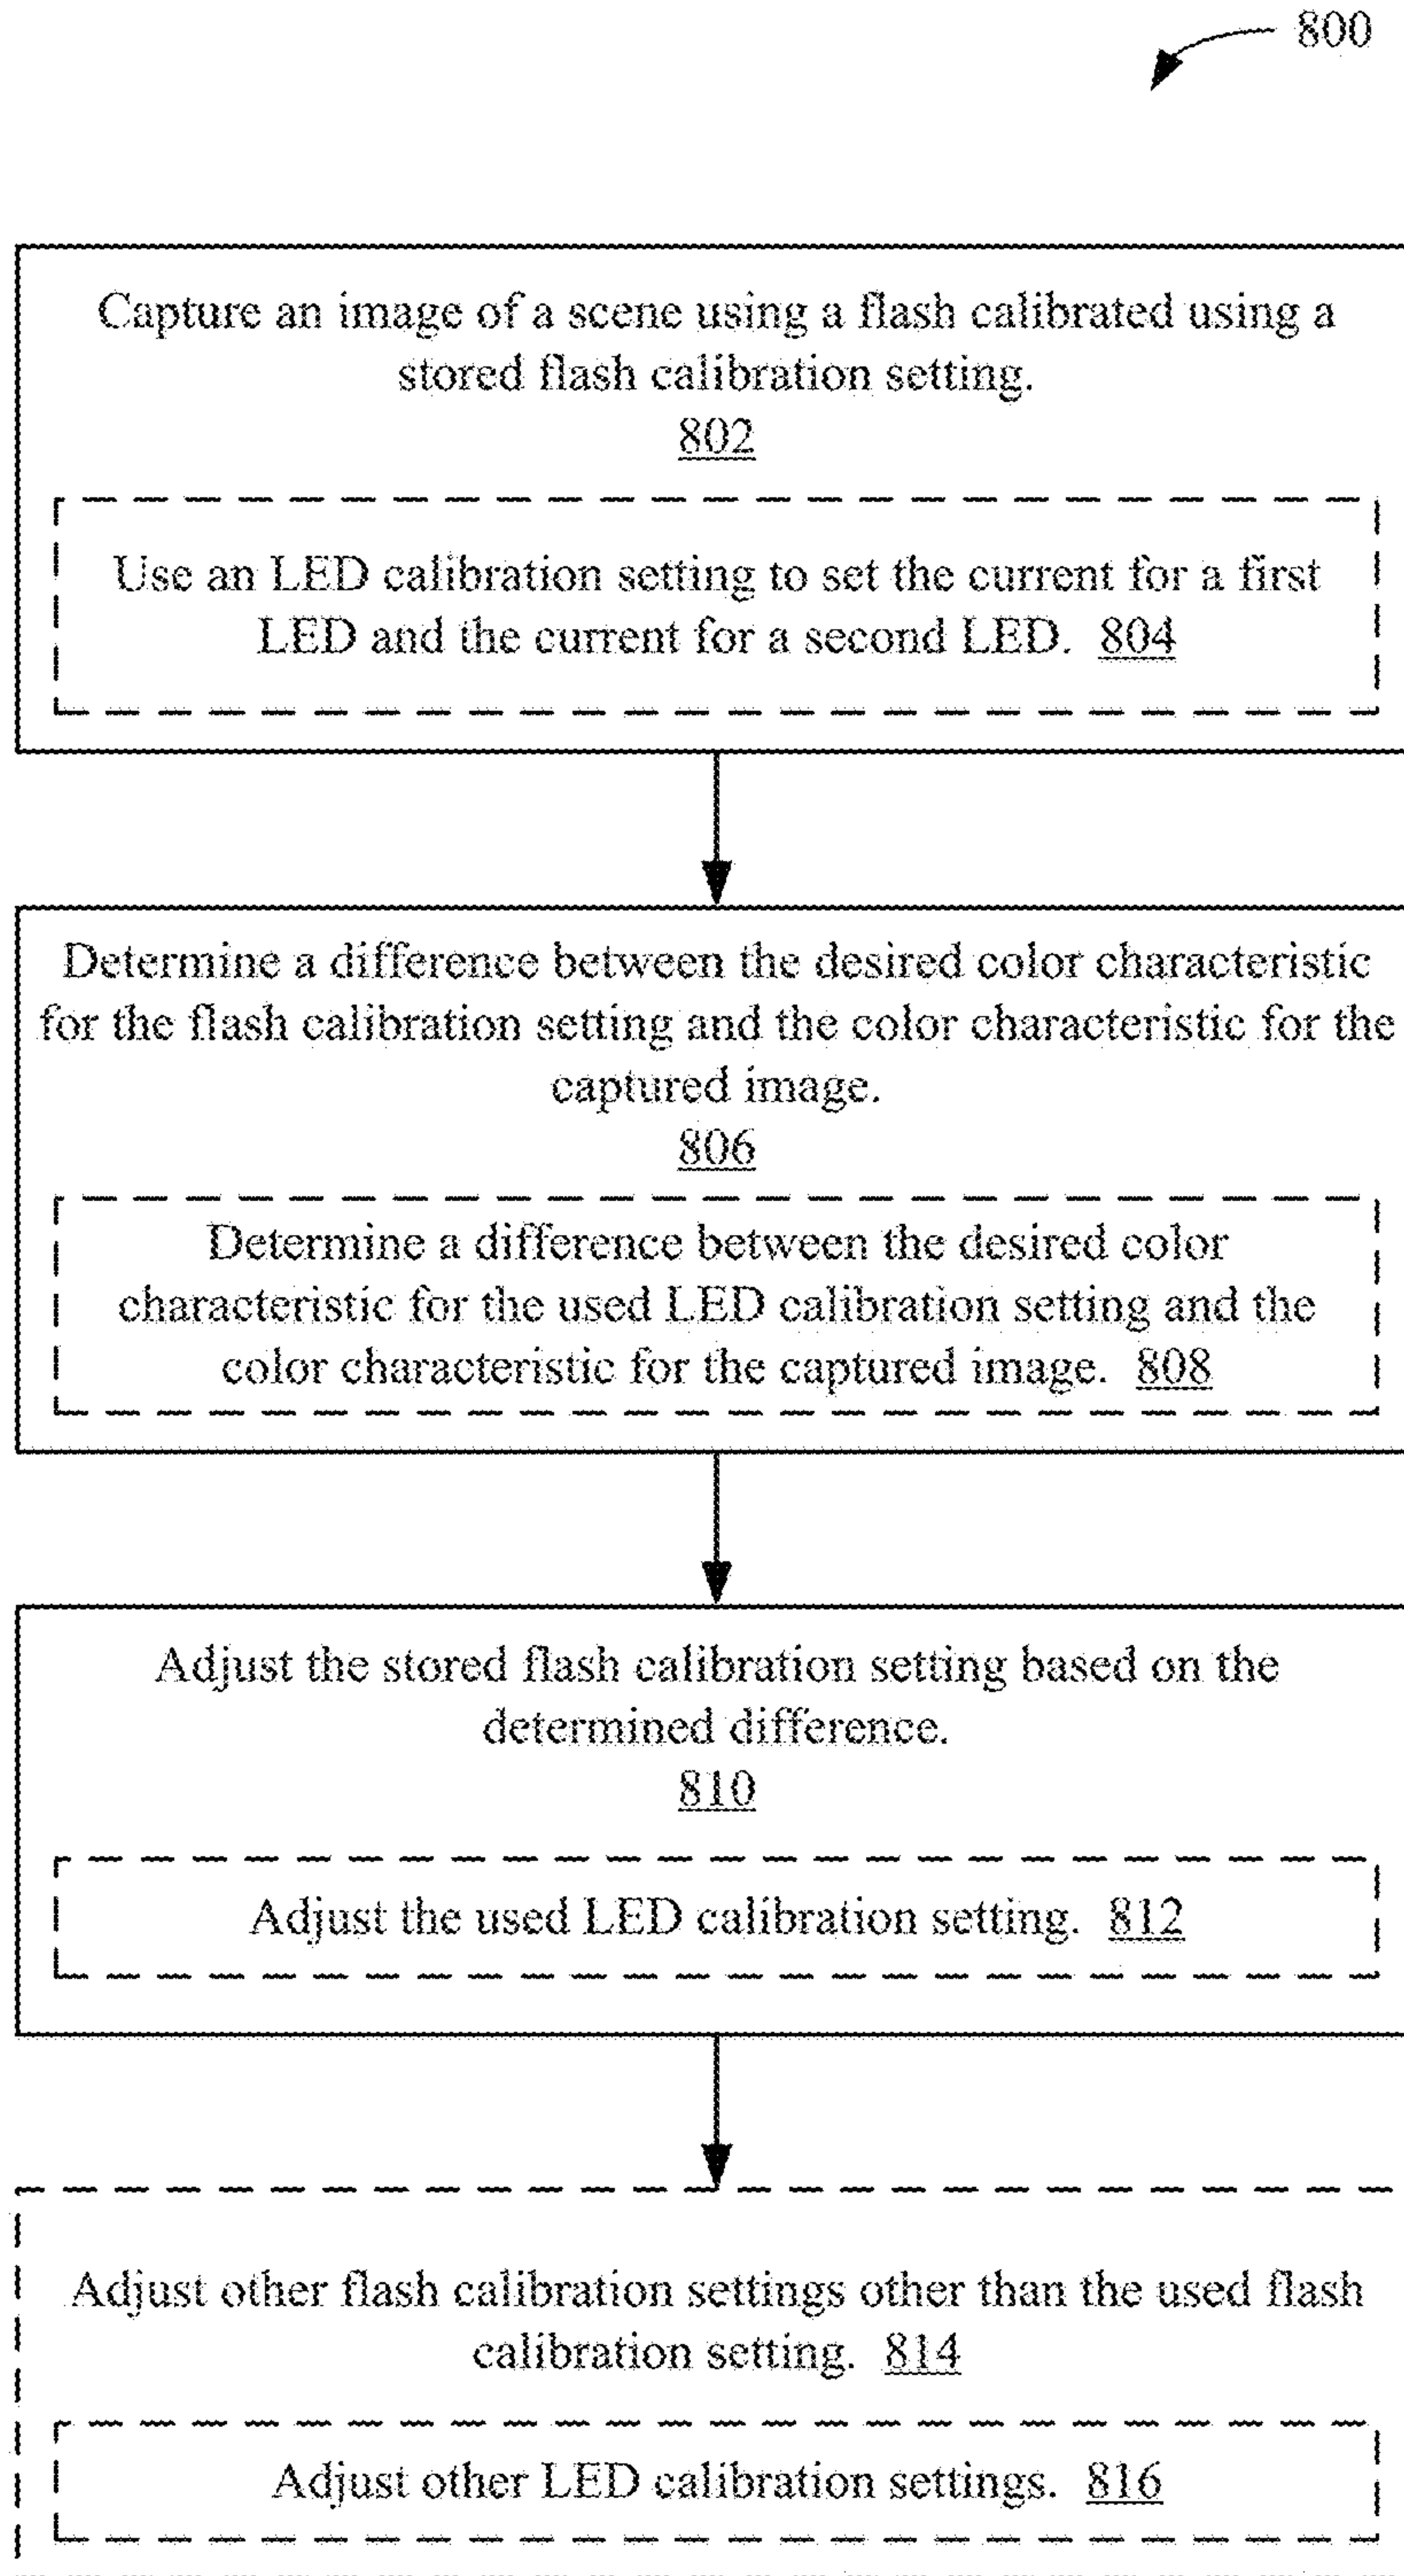 800
Capture an image of a scene using a flash calibrated using a
stored flash calibration setting.
802
Use an LED calibration setting to set the current for a first
LED and the current for a second LED. 804
Determine a difference between the desired color characteristic
for the flash calibration setting and the color characteristic for the
captured image.
806
Determine a difference between the desired color
characteristic for the used LED calibration setting and the
color characteristic for the captured image. 808
Adjust the stored flash calibration setting based on the
determined difference.
810
Adjust the used LED calibration setting. 812
Adjust other flash calibration settings other than the used flash
calibration setting. 814
Adjust other LED calibration settings. 816